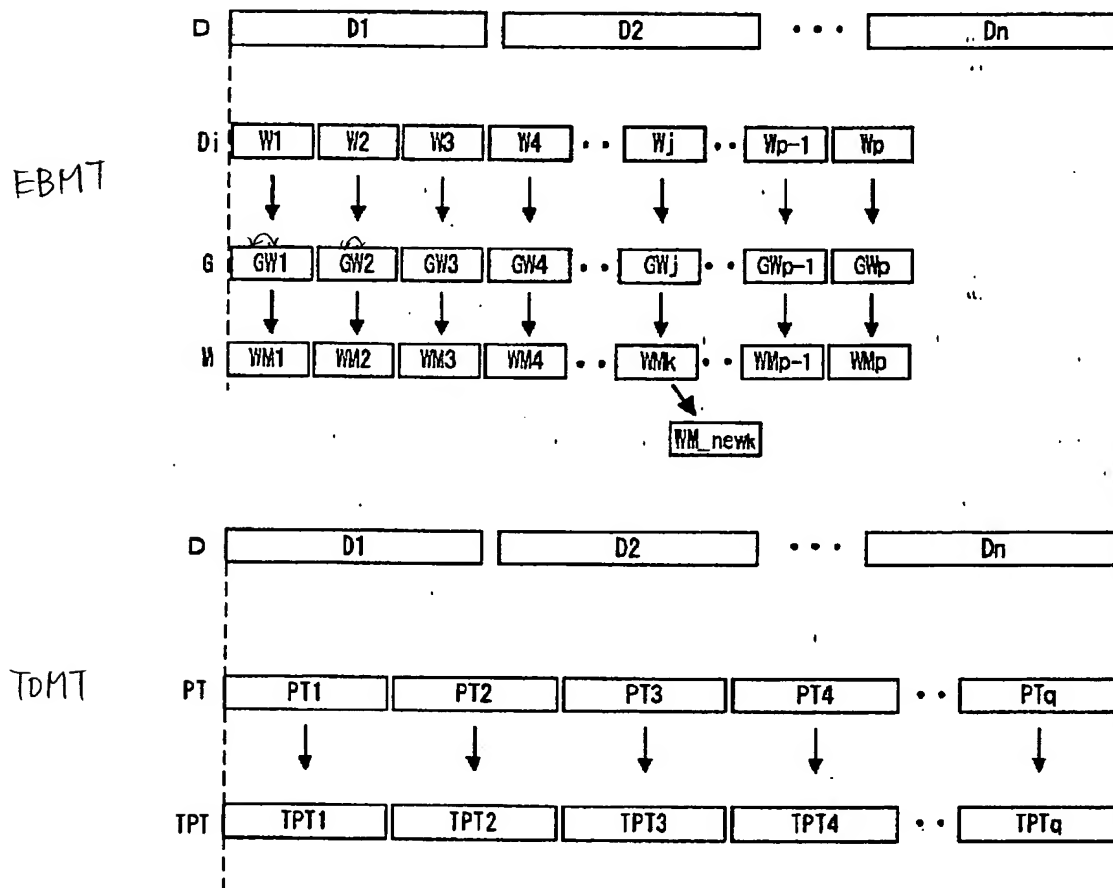 D D1 D2 • • • Dn
Di W1 W2 W3 W4 • • Wj • • Wp-1 Wp
EBMT
G GW1 GW2 GW3 GW4 • • GWj • • GWp-1 GWp
M WM1 WM2 WM3 WM4 • • WMk • • WMp-1 WMp
WM_newk
D D1 D2 • • • Dn
TDMT PT PT1 PT2 PT3 PT4 • • PTq
TPT TPT1 TPT2 TPT3 TPT4 • • TPTq